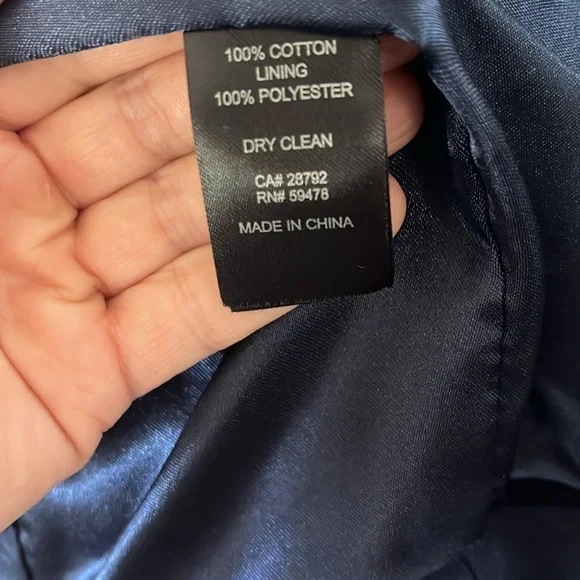 100% COTTON
LINING
100% POLYESTER
DRY CLEAN
CA# 28792
RN# 59478
MADE IN CHINA